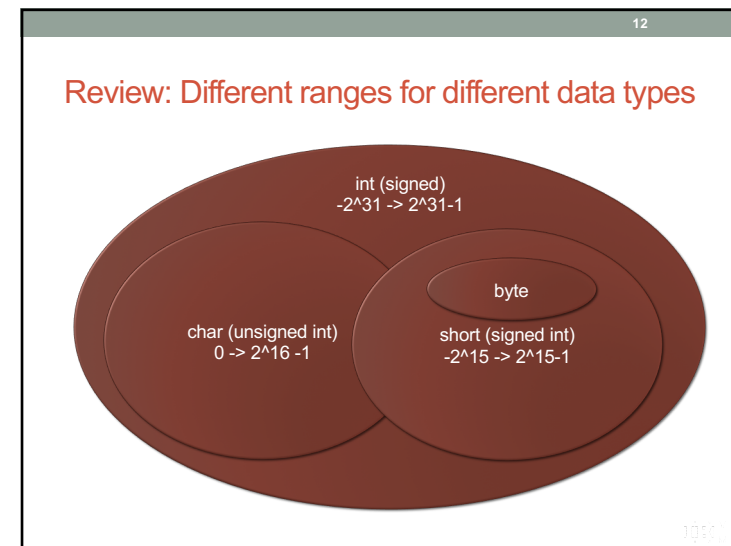 12
Review: Different ranges for different data types
int (signed)
-2^31 -> 2^31-1
byte
char (unsigned int)
0 -> 2^16 -1
short (signed int)
-2^15 -> 2^15-1